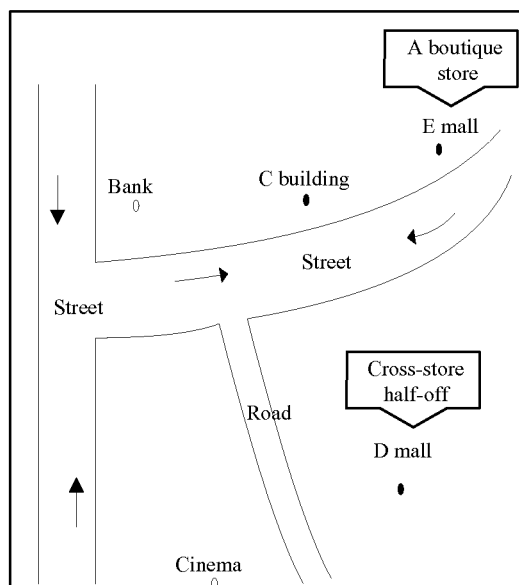 A boutique
store
E mall
Bank
C building
Street
Street
Cross-store
half-off
Road
D mall
Cinema